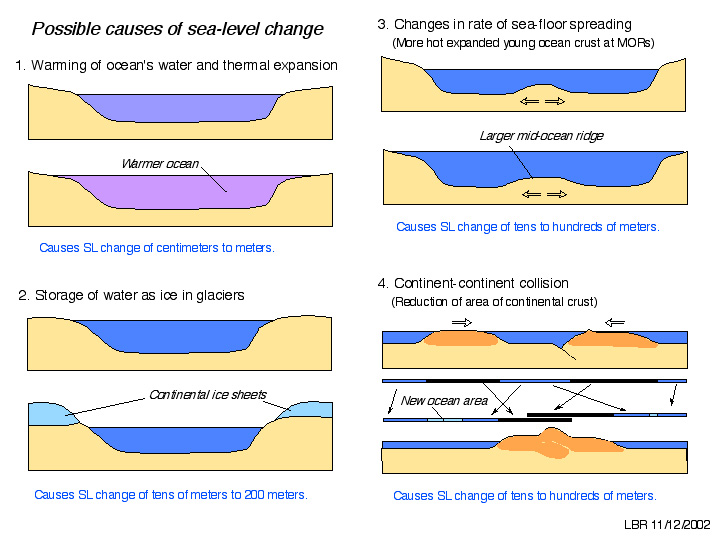 Possible causes of sea-level change
1. Warming of ocean's water and thermal expansion
Warmer ocean
Causes SL change of centimeters to meters.
2. Storage of water as ice in glaciers
Continental ice sheets
Causes SL change of tens of meters to 200 meters.
3. Changes in rate of sea-floor spreading
(More hot expanded young ocean crust at MORs)
Larger mid-ocean ridge
Causes SL change of tens to hundreds of meters.
4. Continent-continent collision
(Reduction of area of continental crust)
New ocean area
Causes SL change of tens to hundreds of meters.
LBR 11/12/2002